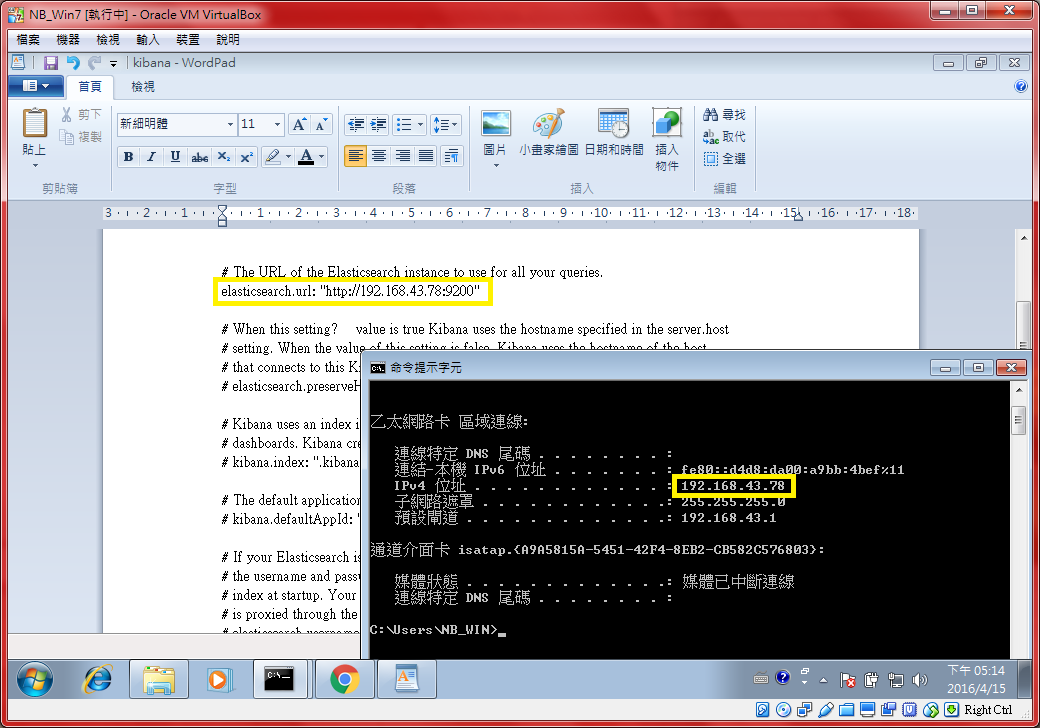 NB_Win7 [執行中] - Oracle VM VirtualBox
檔案 機器 檢視 輸入 裝置 說明
kibana - WordPad
首頁 檢視
剪下
複製
貼上
剪貼簿
新細明體 11
B I U abc X₂ X²
A
字型
段落
圖片 小畫家繪圖 日期和時間 插入物件
插入
尋找
取代
全選
編輯
3 2 1 1 2 3 4 5 6 7 8 9 10 11 12 13 14 15 16 17 18
# The URL of the Elasticsearch instance to use for all your queries.
elasticsearch.url: "http://192.168.43.78:9200"
# When this setting? value is true Kibana uses the hostname specified in the server.host
# setting. When the value of this setting is false, Kibana uses the hostname of the host
# that connects to this Ki
# elasticsearch.preserveH
# Kibana uses an index i
# dashboards. Kibana cre
# kibana.index: ".kibana
# The default application
# kibana.defaultAppId: "
# If your Elasticsearch is
# the username and passw
# index at startup. Your
# is proxied through the
# elasticsearch.username
命令提示字元
乙太網路卡 區域連線:
連線特定 DNS 尾碼 . . . . . . . . :
連結-本機 IPv6 位址 . . . . . . . : fe80::d4d8:da00:a9bb:4bef%11
IPv4 位址 . . . . . . . . . . . . : 192.168.43.78
子網路遮罩 . . . . . . . . . . . .: 255.255.255.0
預設閘道 . . . . . . . . . . . . .: 192.168.43.1
通道介面卡 isatap.{A9A5815A-5451-42F4-8EB2-CB582C576803}:
媒體狀態 . . . . . . . . . . . . .: 媒體已中斷連線
連線特定 DNS 尾碼 . . . . . . . . :
C:\Users\NB_WIN>_
下午 05:14
2016/4/15
Right Ctrl